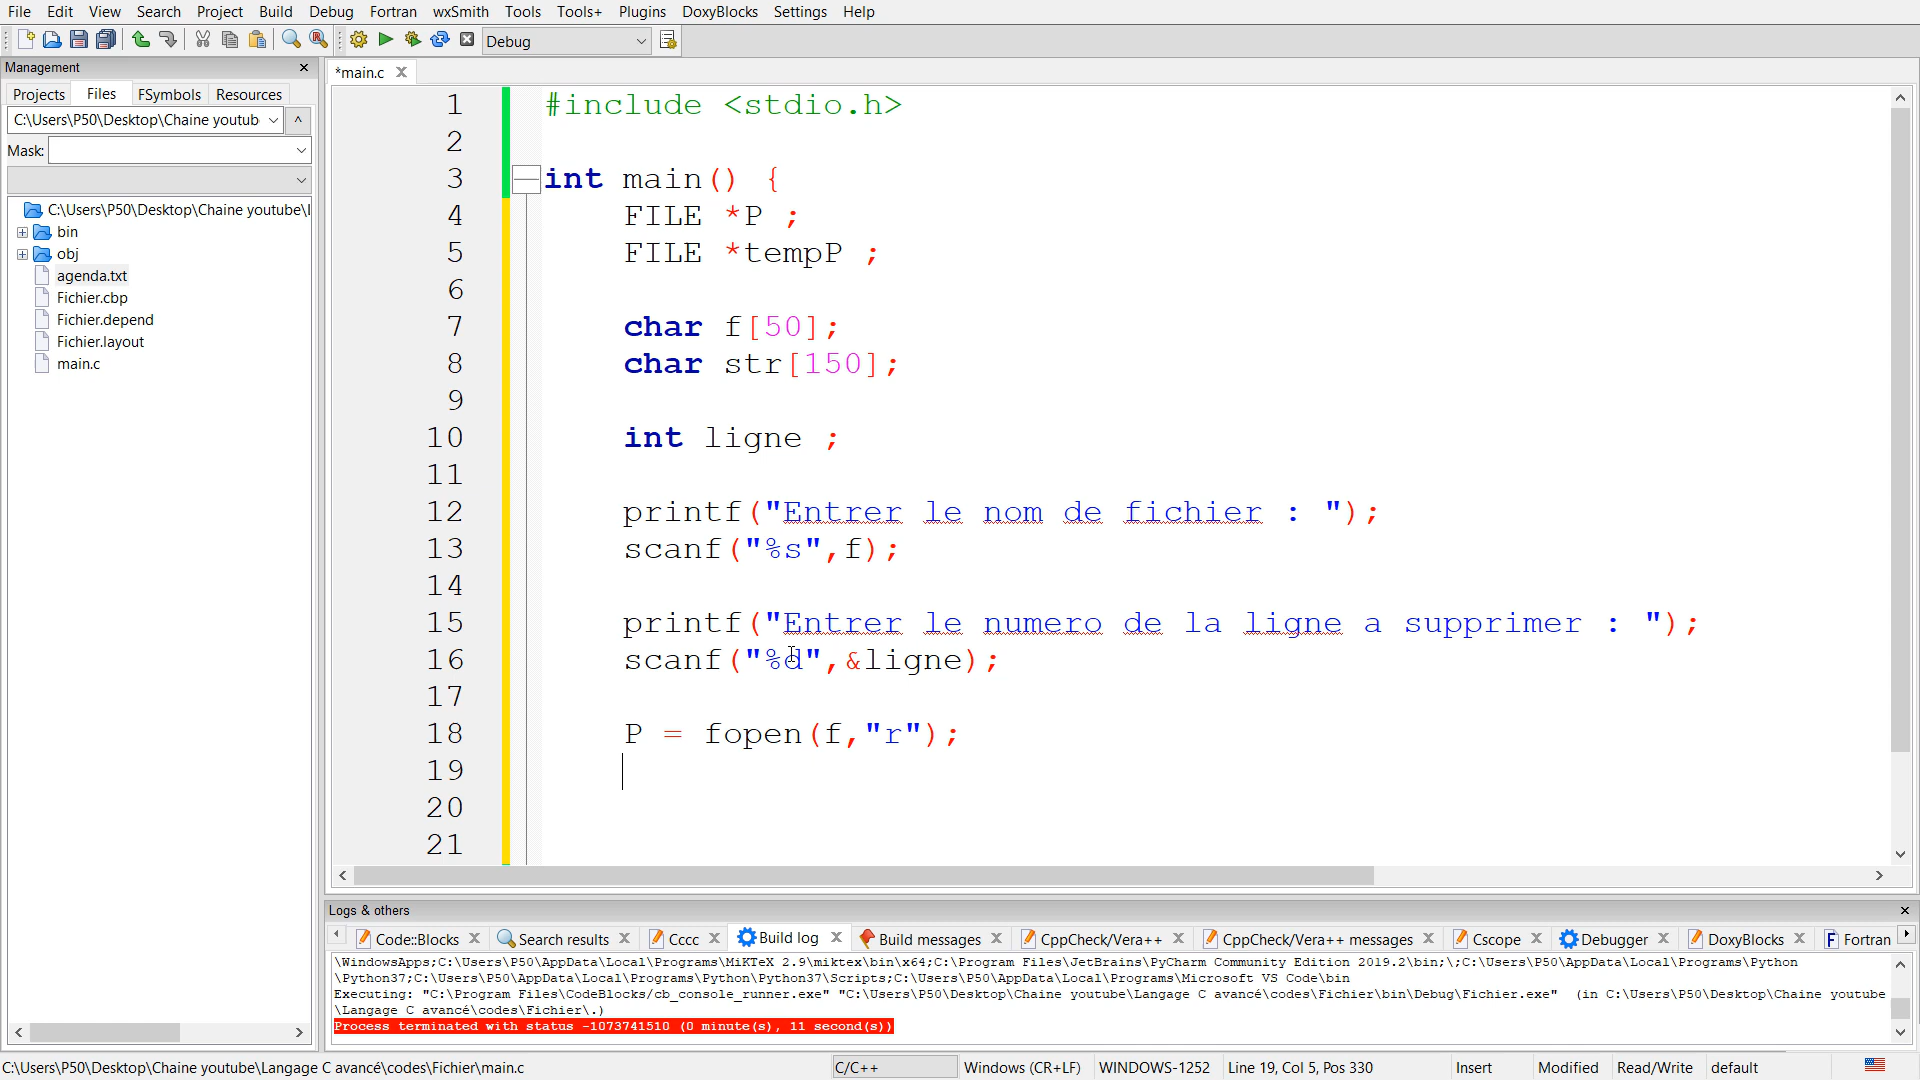 File Edit View Search Project Build Debug Fortran wxSmith Tools Tools+ Plugins DoxyBlocks Settings Help
Debug
Management
Projects Files FSymbols Resources
C:\Users\P50\Desktop\Chaine youtub
Mask:
C:\Users\P50\Desktop\Chaine youtube\
bin
obj
agenda.txt
Fichier.cbp
Fichier.depend
Fichier.layout
main.c
*main.c
1 #include <stdio.h>
2
3 int main() {
4 FILE *P ;
5 FILE *tempP ;
6
7 char f[50];
8 char str[150];
9
10 int ligne ;
11
12 printf("Entrer le nom de fichier : ");
13 scanf("%s",f);
14
15 printf("Entrer le numero de la ligne a supprimer : ");
16 scanf("%d",&ligne);
17
18 P = fopen(f,"r");
19
20
21
Logs & others
Code::Blocks Search results Cccc Build log Build messages CppCheck/Vera++ CppCheck/Vera++ messages Cscope Debugger DoxyBlocks Fortran
\WindowsApps;C:\Users\P50\AppData\Local\Programs\MiKTeX 2.9\miktex\bin\x64;C:\Program Files\JetBrains\PyCharm Community Edition 2019.2\bin;\;C:\Users\P50\AppData\Local\Programs\Python
\Python37;C:\Users\P50\AppData\Local\Programs\Python\Python37\Scripts;C:\Users\P50\AppData\Local\Programs\Microsoft VS Code\bin
Executing: "C:\Program Files\CodeBlocks/cb_console_runner.exe" "C:\Users\P50\Desktop\Chaine youtube\Langage C avancé\codes\Fichier\bin\Debug\Fichier.exe" (in C:\Users\P50\Desktop\Chaine youtube
\Langage C avancé\codes\Fichier\.)
Process terminated with status -1073741510 (0 minute(s), 11 second(s))
C:\Users\P50\Desktop\Chaine youtube\Langage C avancé\codes\Fichier\main.c C/C++ Windows (CR+LF) WINDOWS-1252 Line 19, Col 5, Pos 330 Insert Modified Read/Write default